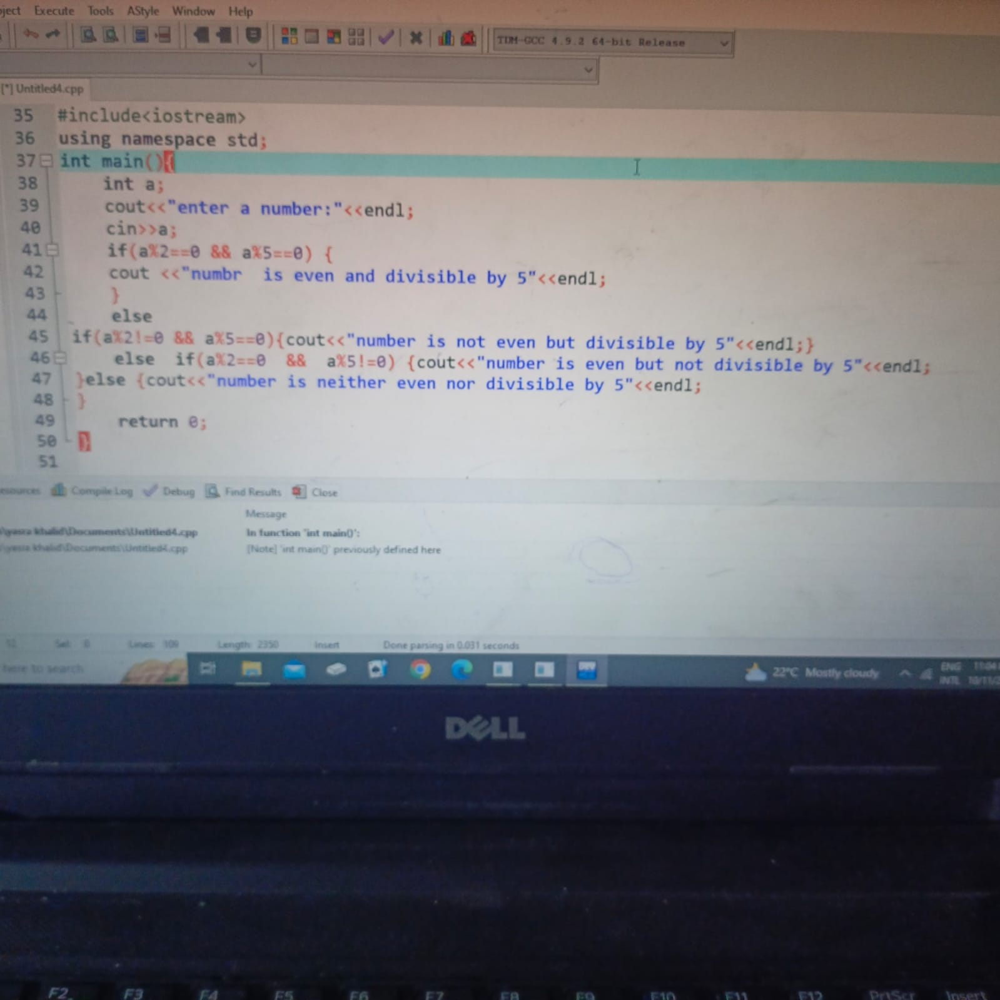 Execute Tools AStyle Window Help
TDM-GCC 4.9.2 64-bit Release
[*] Untitled4.cpp
35 #include<iostream>
36 using namespace std;
37 int main(){
38 int a;
39 cout<<"enter a number:"<<endl;
40 cin>>a;
41 if(a%2==0 && a%5==0) {
42 cout <<"numbr  is even and divisible by 5"<<endl;
43 }
44 else
45 if(a%2!=0 && a%5==0){cout<<"number is not even but divisible by 5"<<endl;}
46 else  if(a%2==0  &&  a%5!=0) {cout<<"number is even but not divisible by 5"<<endl;
47 }else {cout<<"number is neither even nor divisible by 5"<<endl;
48 }
49 return 0;
50 }
51
esources Compile Log Debug Find Results Close
Message
khalid\Documents\Untitled4.cpp In function 'int main()':
khalid\Documents\Untitled4.cpp [Note] 'int main()' previously defined here
Sel: 0 Lines: 109 Length: 2350 Insert Done parsing in 0.031 seconds
here to search 22°C Mostly cloudy ENG
INTL
DELL
F2 F3 F4 F5 F6 F7 F8 F9 F10 F11 F12 PrtScr Insert